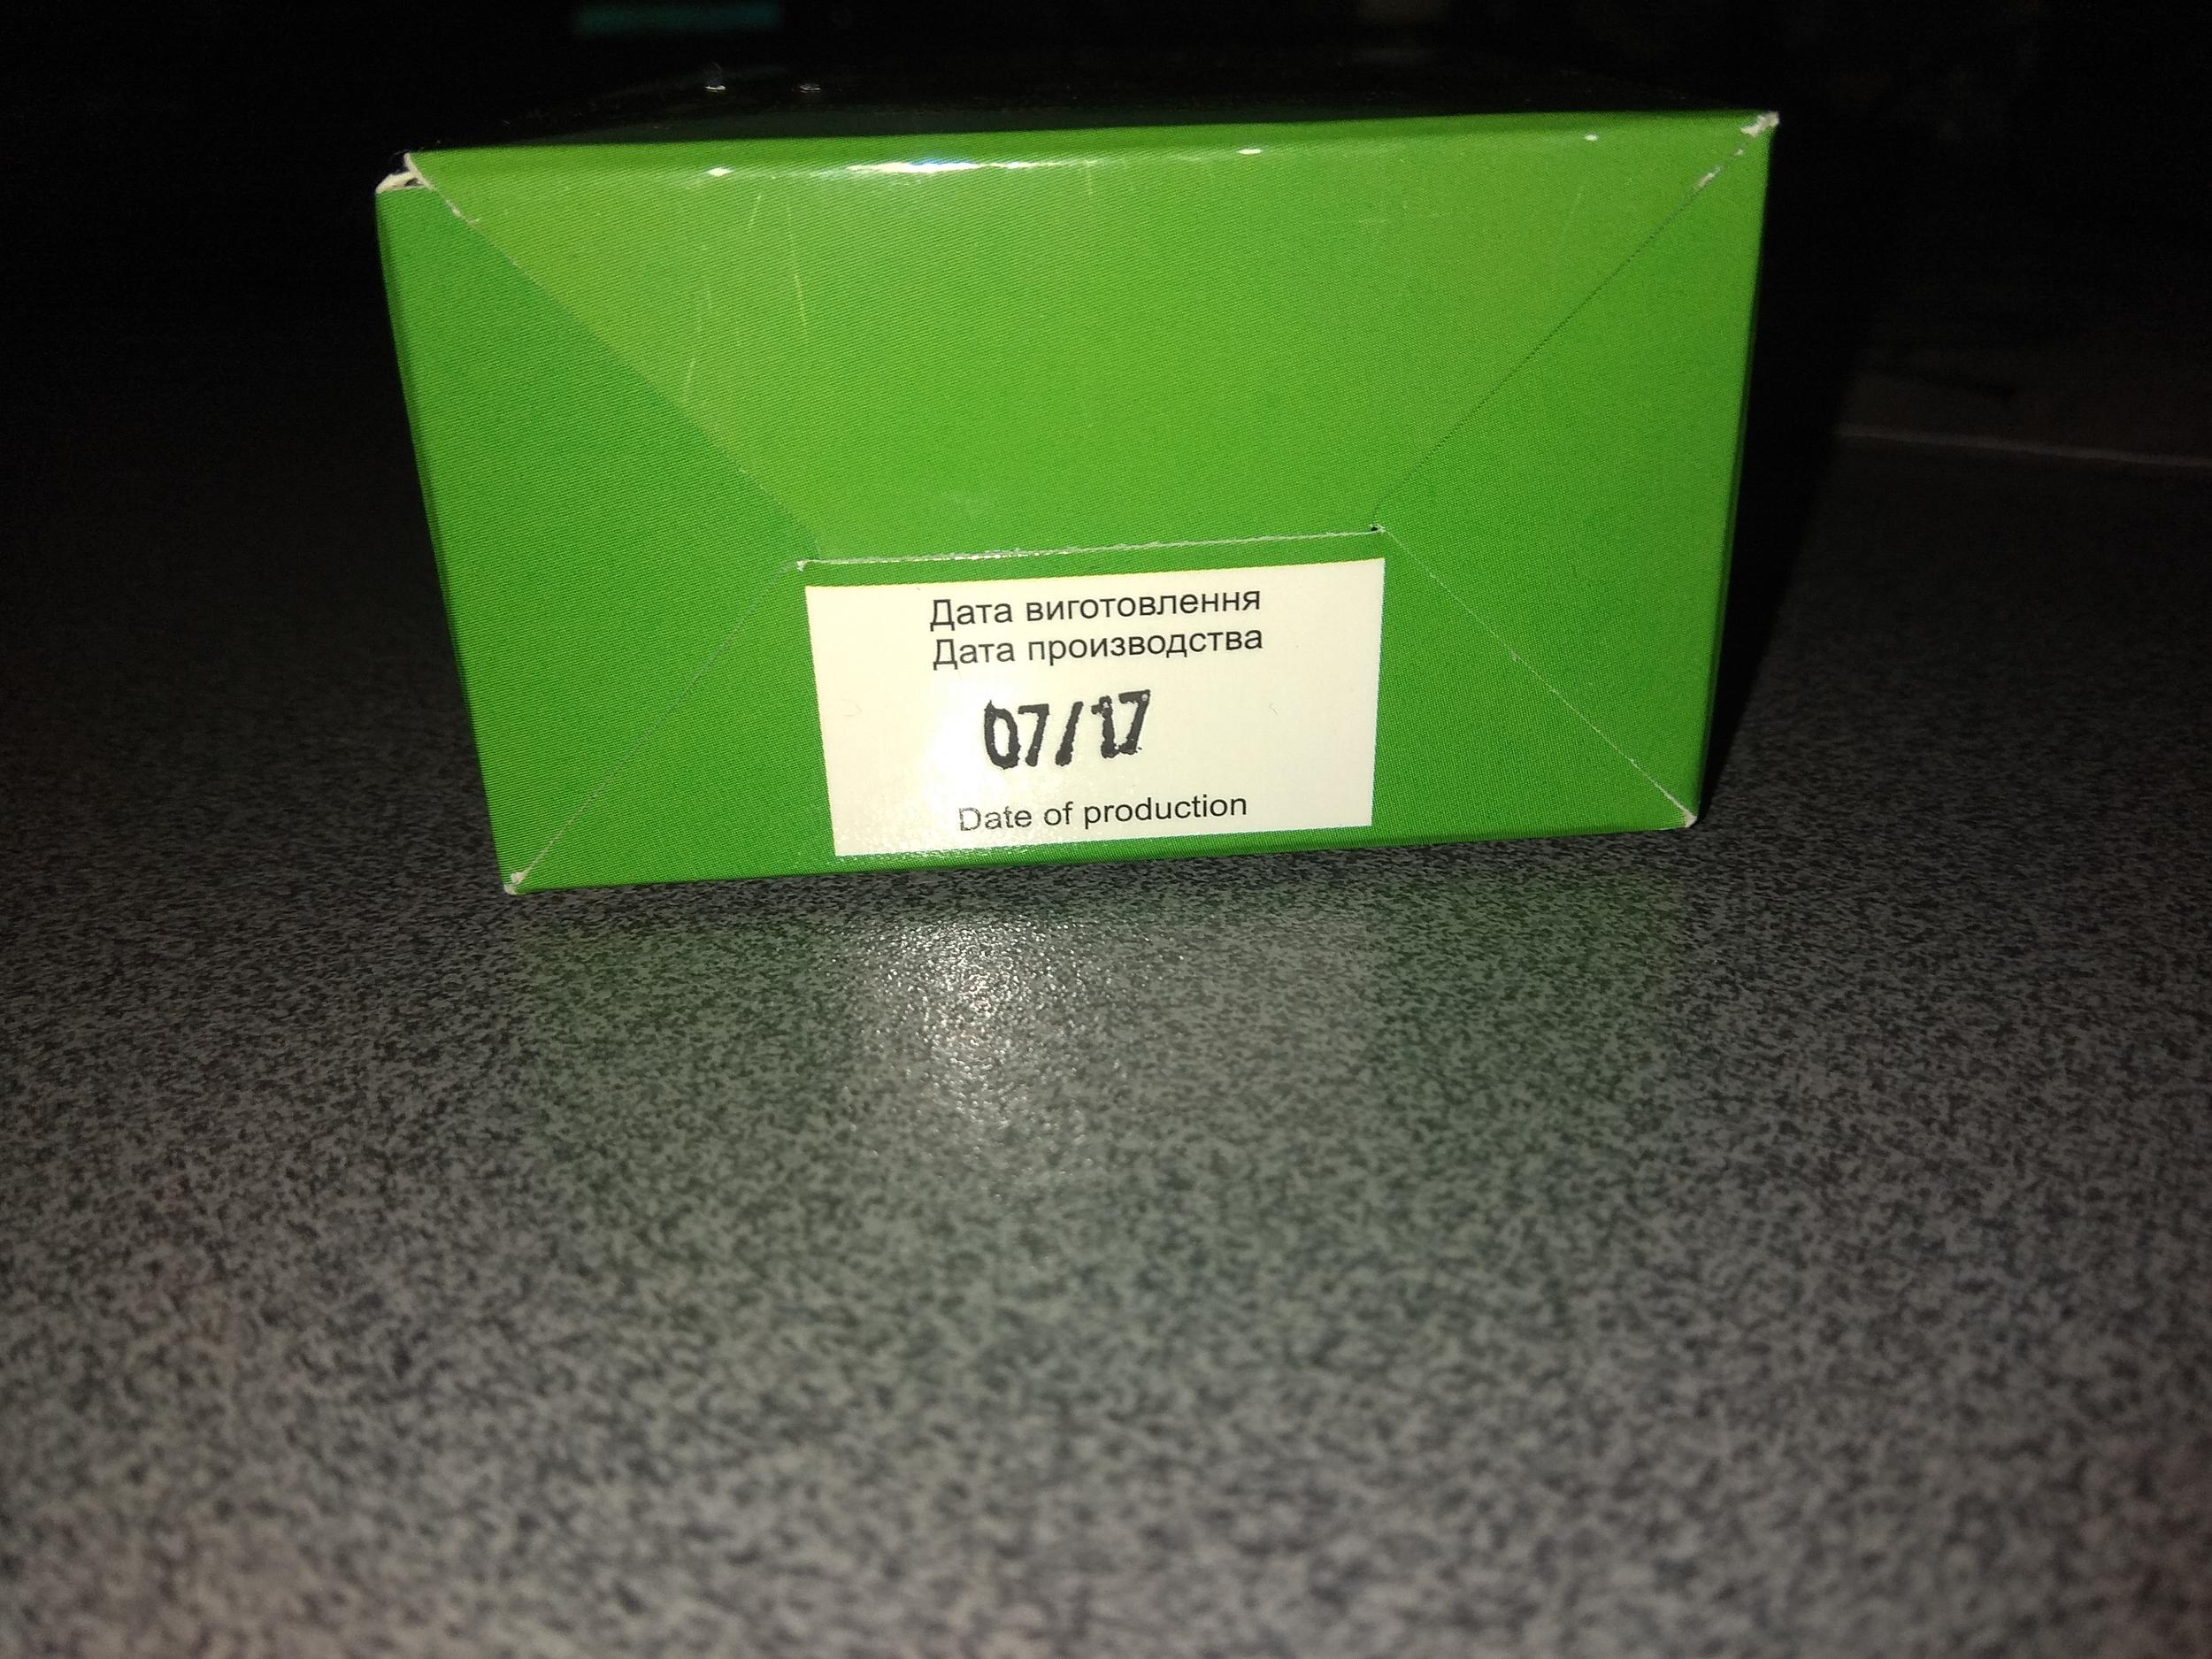 Дата виготовлення
Дата производства
07/17
Date of production